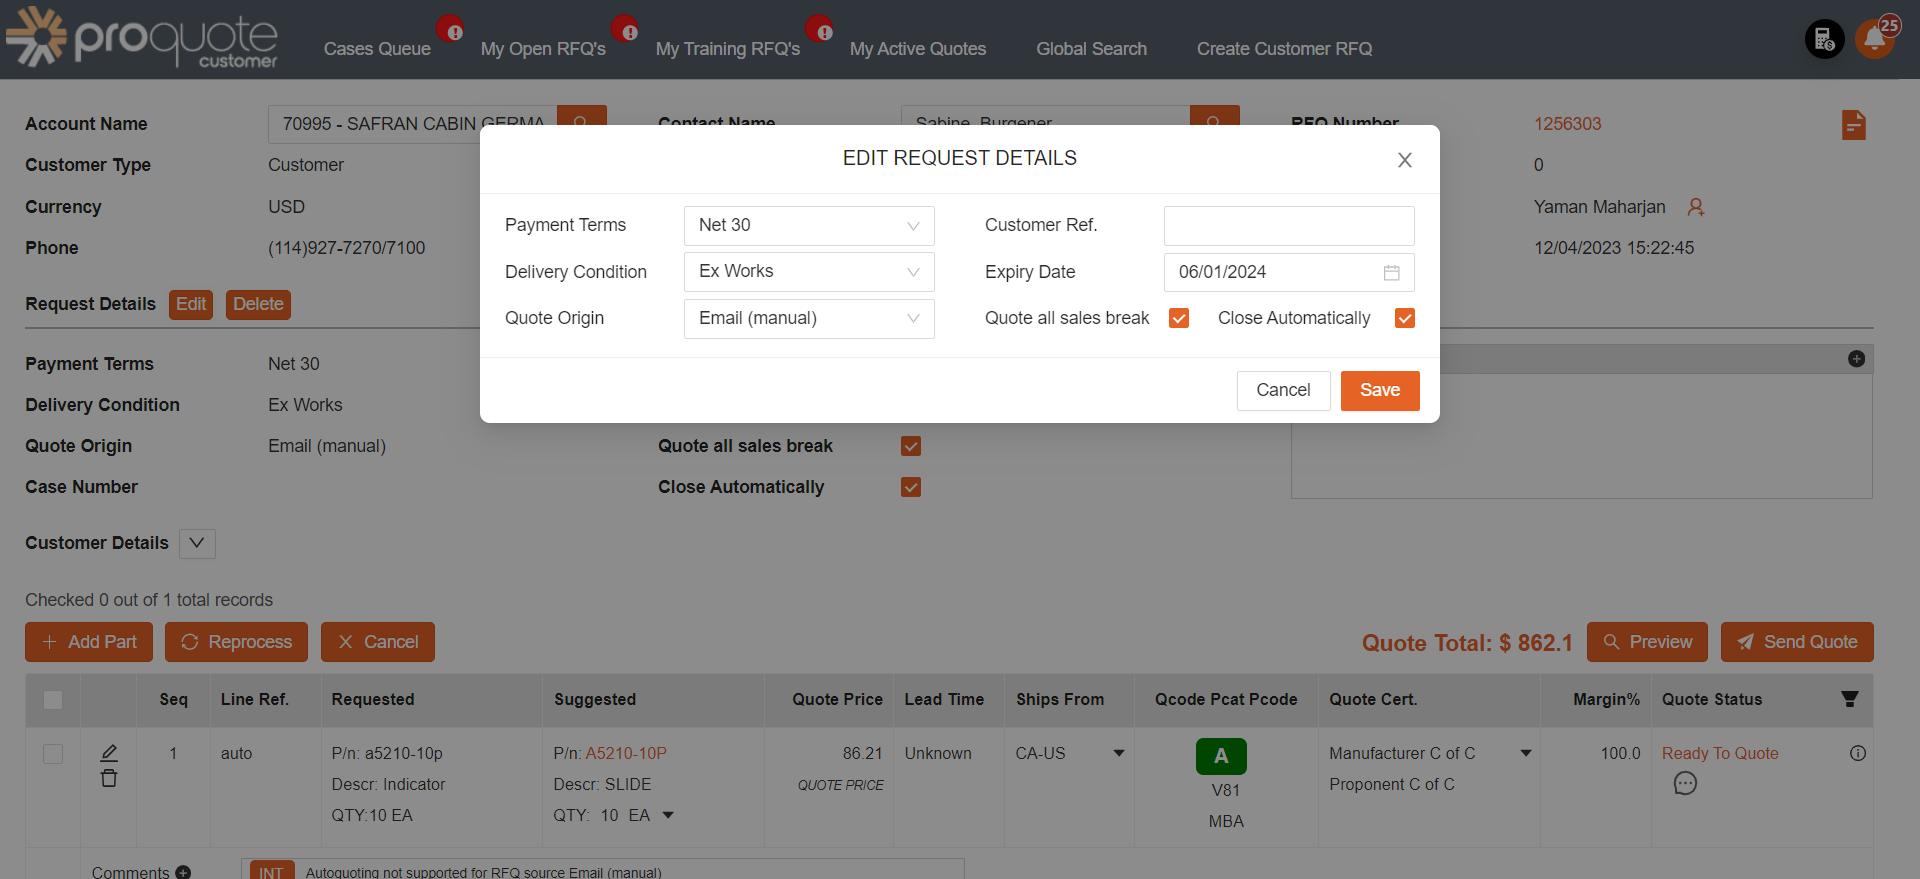 proquote
customer
Cases Queue
My Open RFQ's
My Training RFQ's
My Active Quotes
Global Search
Create Customer RFQ
25
Account Name
70995 - SAFRAN CABIN GERMA
Contact Name
Sabine Burgener
RFQ Number
1256303
Customer Type
Customer
0
Currency
USD
Yaman Maharjan
Phone
(114)927-7270/7100
12/04/2023 15:22:45
EDIT REQUEST DETAILS
Payment Terms
Net 30
Customer Ref.
Delivery Condition
Ex Works
Expiry Date
06/01/2024
Quote Origin
Email (manual)
Quote all sales break
Close Automatically
Cancel
Save
Request Details
Edit
Delete
Payment Terms
Net 30
Delivery Condition
Ex Works
Quote Origin
Email (manual)
Quote all sales break
Case Number
Close Automatically
Customer Details
Checked 0 out of 1 total records
Add Part
Reprocess
Cancel
Quote Total: $ 862.1
Preview
Send Quote
Seq
Line Ref.
Requested
Suggested
Quote Price
Lead Time
Ships From
Qcode Pcat Pcode
Quote Cert.
Margin%
Quote Status
1
auto
P/n: a5210-10p
Descr: Indicator
QTY:10 EA
P/n: A5210-10P
Descr: SLIDE
QTY: 10 EA
86.21
QUOTE PRICE
Unknown
CA-US
A
V81
MBA
Manufacturer C of C
Proponent C of C
100.0
Ready To Quote
Comments
INT
Autoquoting not supported for RFQ source Email (manual)